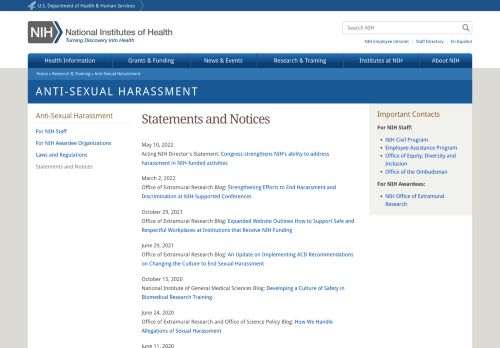 U.S. Department of Health & Human Services
NIH National Institutes of Health
Turning Discovery Into Health
Search NIH
NIH Employee Intranet | Staff Directory | En Español
Health Information Grants & Funding News & Events Research & Training Institutes at NIH About NIH
Home » Research & Training » Anti-Sexual Harassment
ANTI-SEXUAL HARASSMENT
Anti-Sexual Harassment
For NIH Staff
For NIH Awardee Organizations
Laws and Regulations
Statements and Notices
Statements and Notices
May 10, 2022
Acting NIH Director's Statement: Congress strengthens NIH's ability to address
harassment in NIH-funded activities
March 2, 2022
Office of Extramural Research Blog: Strengthening Efforts to End Harassment and
Discrimination at NIH-Supported Conferences
October 29, 2021
Office of Extramural Research Blog: Expanded Website Outlines How to Support Safe and
Respectful Workplaces at Institutions that Receive NIH Funding
June 29, 2021
Office of Extramural Research Blog: An Update on Implementing ACD Recommendations
on Changing the Culture to End Sexual Harassment
October 15, 2020
National Institute of General Medical Sciences Blog: Developing a Culture of Safety in
Biomedical Research Training
June 24, 2020
Office of Extramural Research and Office of Science Policy Blog: How We Handle
Allegations of Sexual Harassment
June 11, 2020
Important Contacts
For NIH Staff:
• NIH Civil Program
• Employee Assistance Program
• Office of Equity, Diversity and
Inclusion
• Office of the Ombudsman
For NIH Awardees:
• NIH Office of Extramural
Research